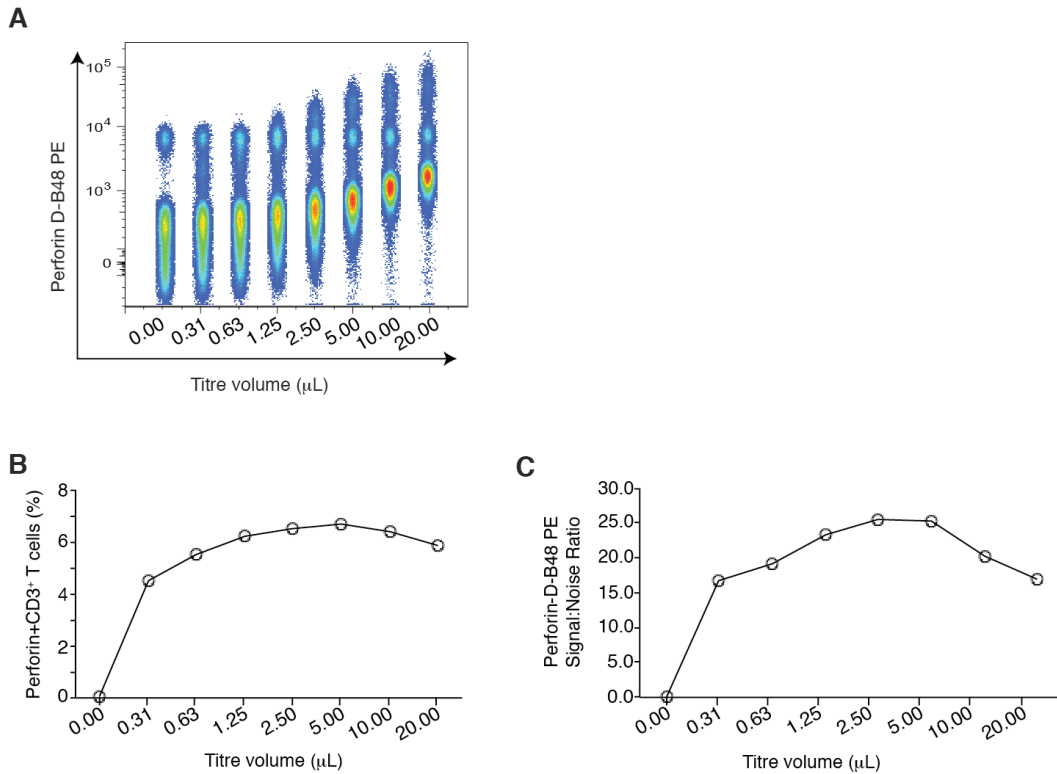 A
Perforin D-B48 PE
10⁵
10⁴
10³
0
0.00 0.31 0.63 1.25 2.50 5.00 10.00 20.00
Titre volume (μL)
B
Perforin+CD3⁺ T cells (%)
8
6
4
2
0
0.00 0.31 0.63 1.25 2.50 5.00 10.00 20.00
Titre volume (μL)
C
Perforin-D-B48 PE
Signal:Noise Ratio
30.0
25.0
20.0
15.0
10.0
5.0
0.0
0.00 0.31 0.63 1.25 2.50 5.00 10.00 20.00
Titre volume (μL)